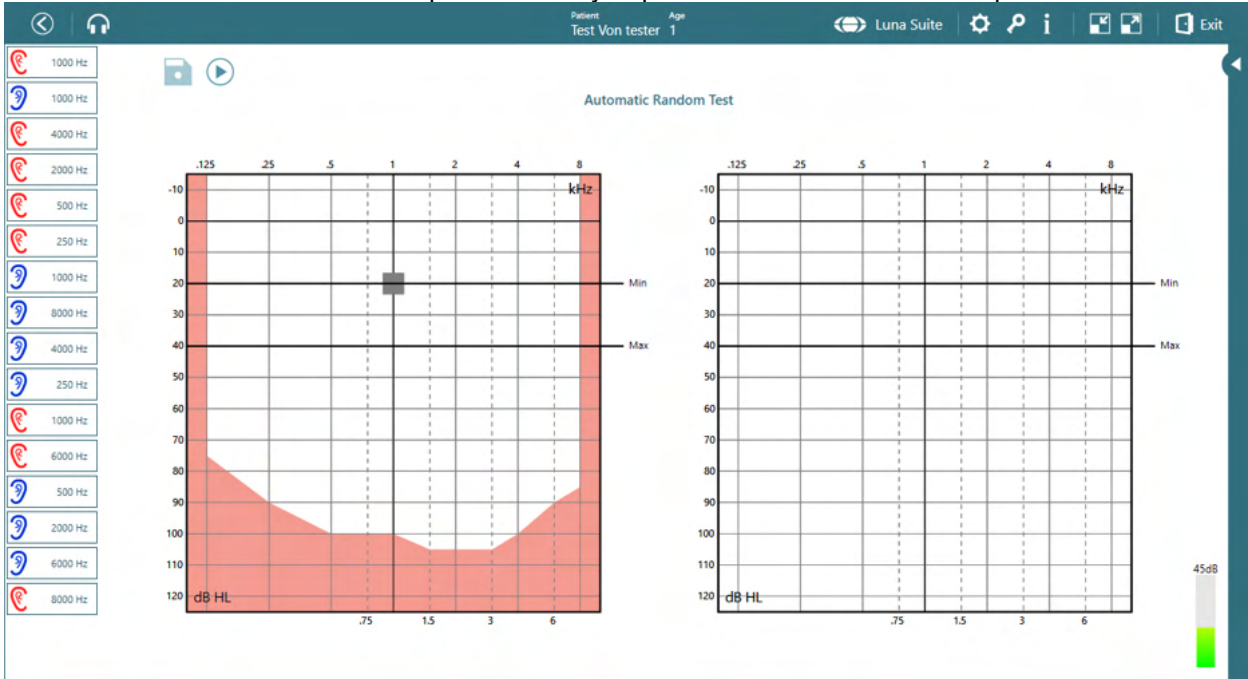 Patient Age
Test Von tester 1
Luna Suite
i
Exit
1000 Hz
1000 Hz
4000 Hz
2000 Hz
500 Hz
250 Hz
1000 Hz
8000 Hz
4000 Hz
250 Hz
1000 Hz
6000 Hz
500 Hz
2000 Hz
6000 Hz
8000 Hz
Automatic Random Test
.125 .25 .5 1 2 4 8
kHz
-10
0
10
20
30
40
50
60
70
80
90
100
110
120
dB HL
Min
Max
.75 1.5 3 6
.125 .25 .5 1 2 4 8
kHz
-10
0
10
20
30
40
50
60
70
80
90
100
110
120
dB HL
Min
Max
.75 1.5 3 6
45dB